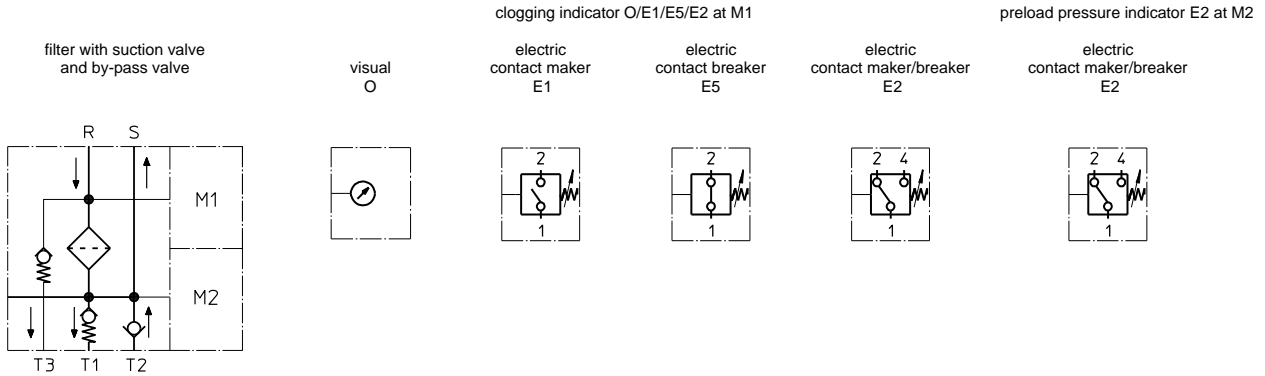 clogging indicator O/E1/E5/E2 at M1
preload pressure indicator E2 at M2
filter with suction valve
and by-pass valve
visual
O
electric
contact maker
E1
electric
contact breaker
E5
electric
contact maker/breaker
E2
electric
contact maker/breaker
E2
R S
M1
M2
T3 T1 T2
2
1
2
1
2 4
1
2 4
1